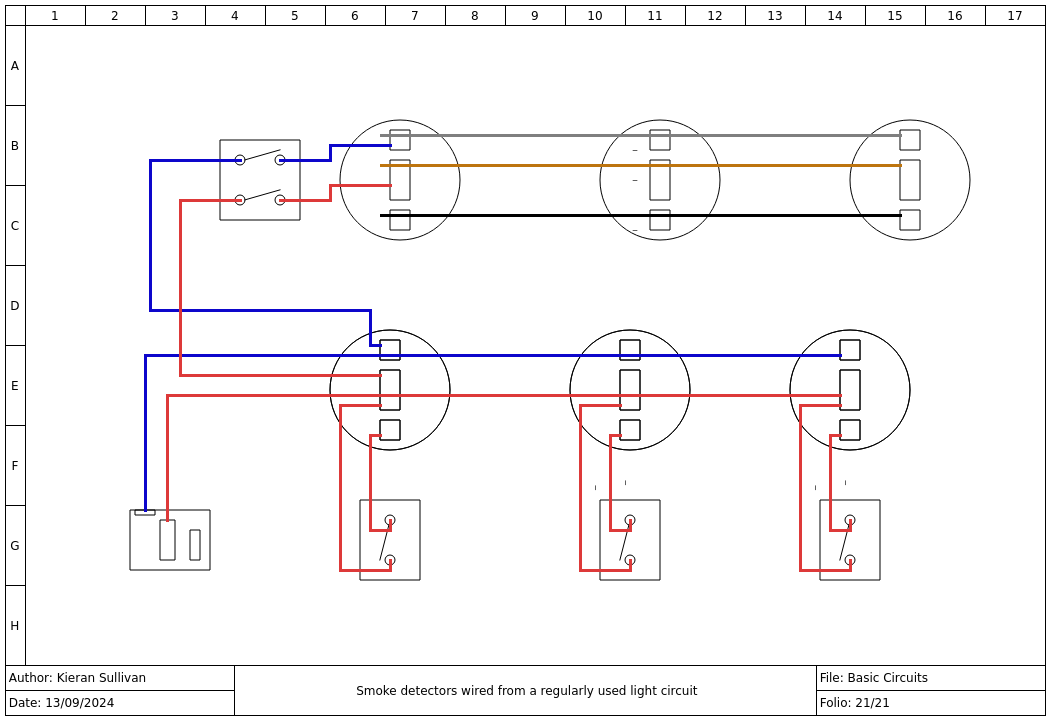 1 2 3 4 5 6 7 8 9 10 11 12 13 14 15 16 17
A
B
C
D
E
F
G
H
Author: Kieran Sullivan
Date: 13/09/2024
Smoke detectors wired from a regularly used light circuit
File: Basic Circuits
Folio: 21/21